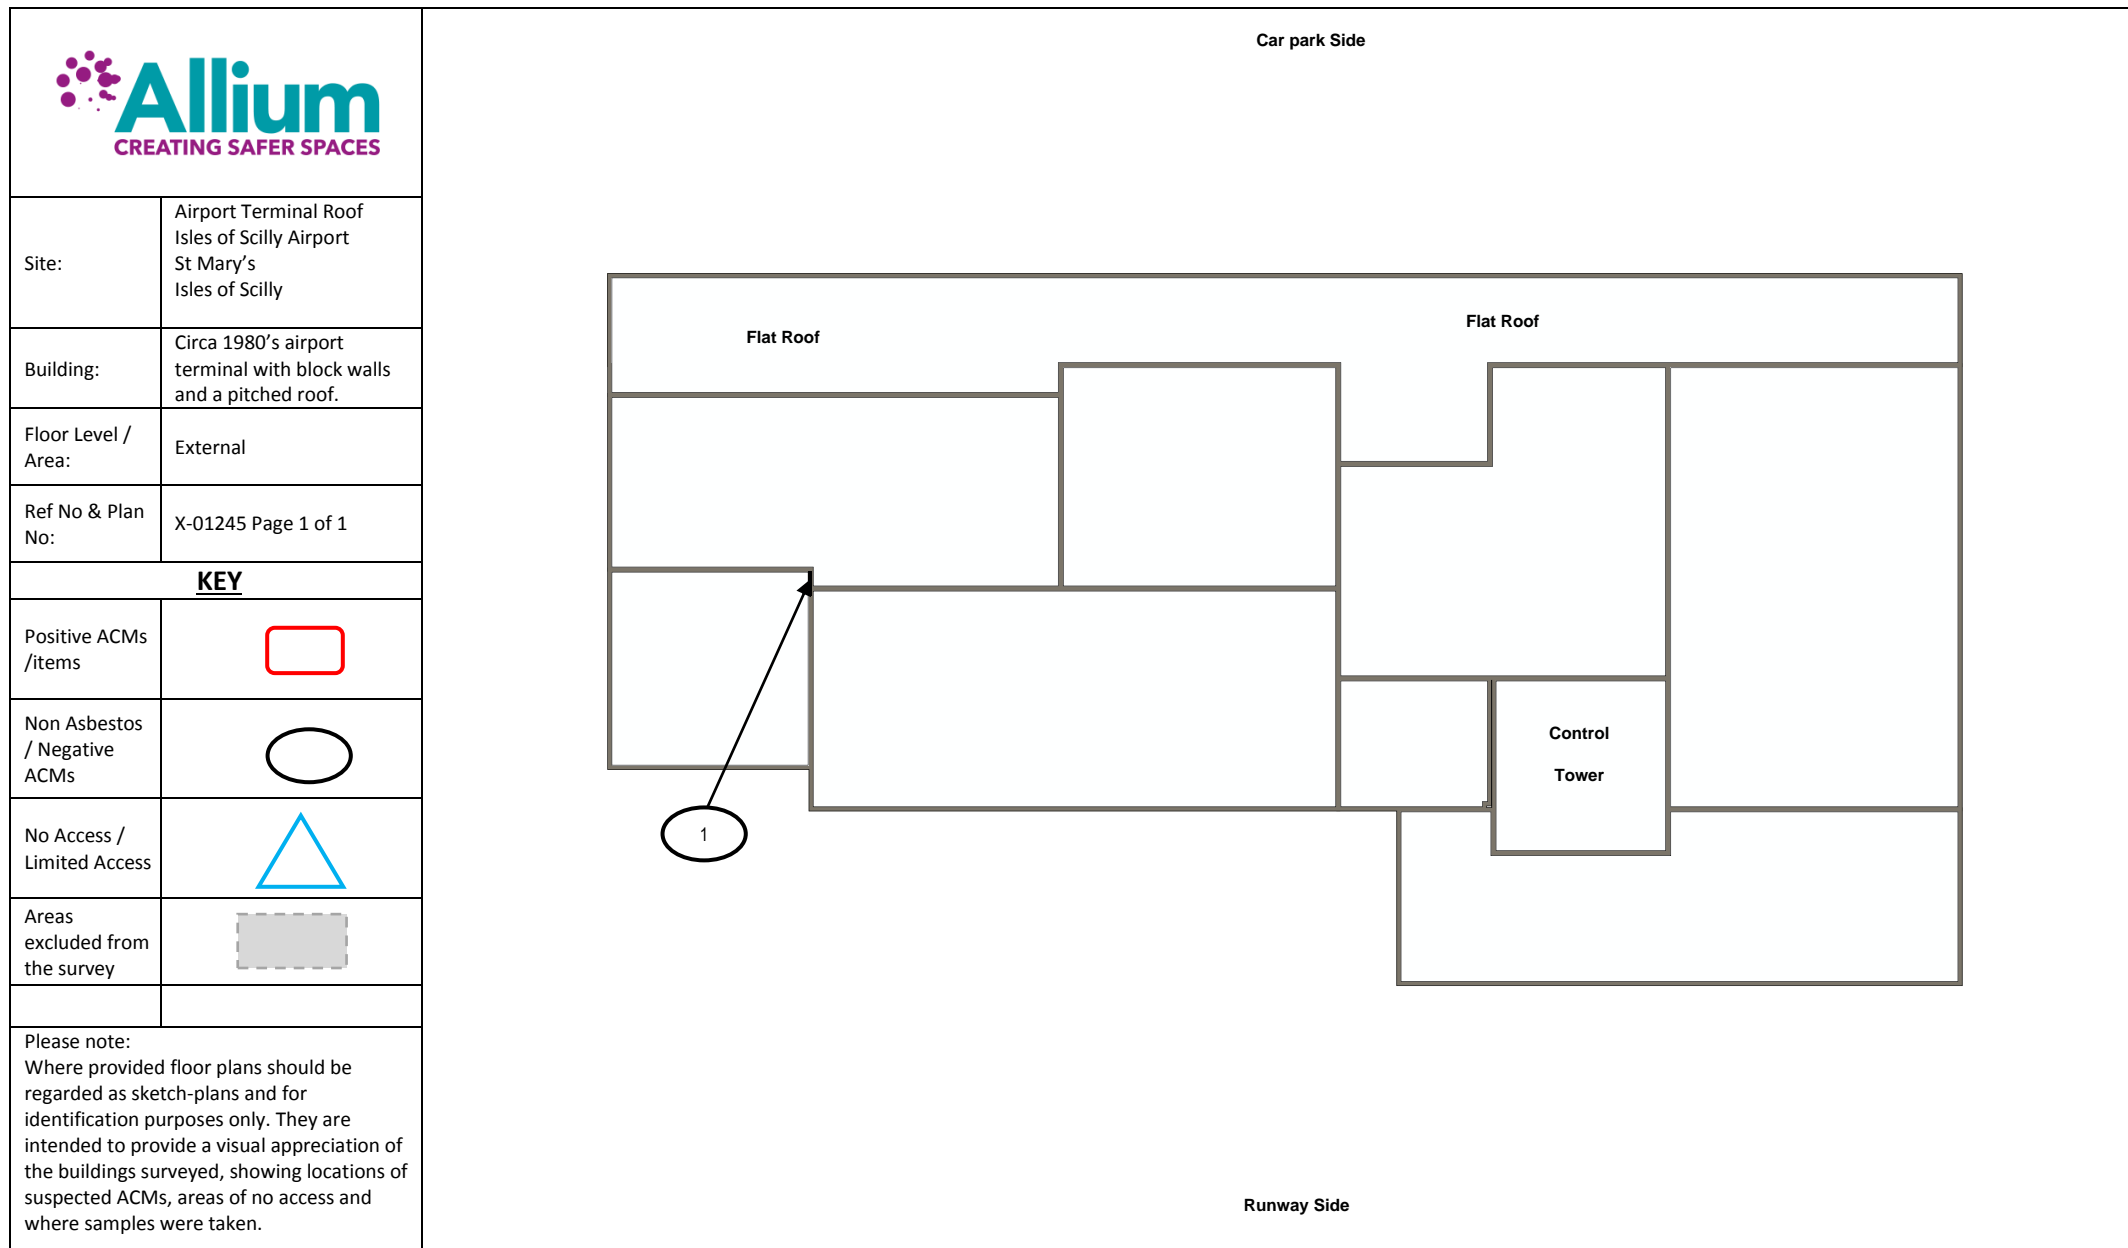 Allium
CREATING SAFER SPACES
Site:
Airport Terminal Roof
Isles of Scilly Airport
St Mary’s
Isles of Scilly
Building:
Circa 1980’s airport
terminal with block walls
and a pitched roof.
Floor Level /
Area:
External
Ref No & Plan
No:
X-01245 Page 1 of 1
KEY
Positive ACMs
/items
Non Asbestos
/ Negative
ACMs
No Access /
Limited Access
Areas
excluded from
the survey
Please note:
Where provided floor plans should be
regarded as sketch-plans and for
identification purposes only. They are
intended to provide a visual appreciation of
the buildings surveyed, showing locations of
suspected ACMs, areas of no access and
where samples were taken.
Car park Side
Flat Roof
Flat Roof
Control
Tower
1
Runway Side